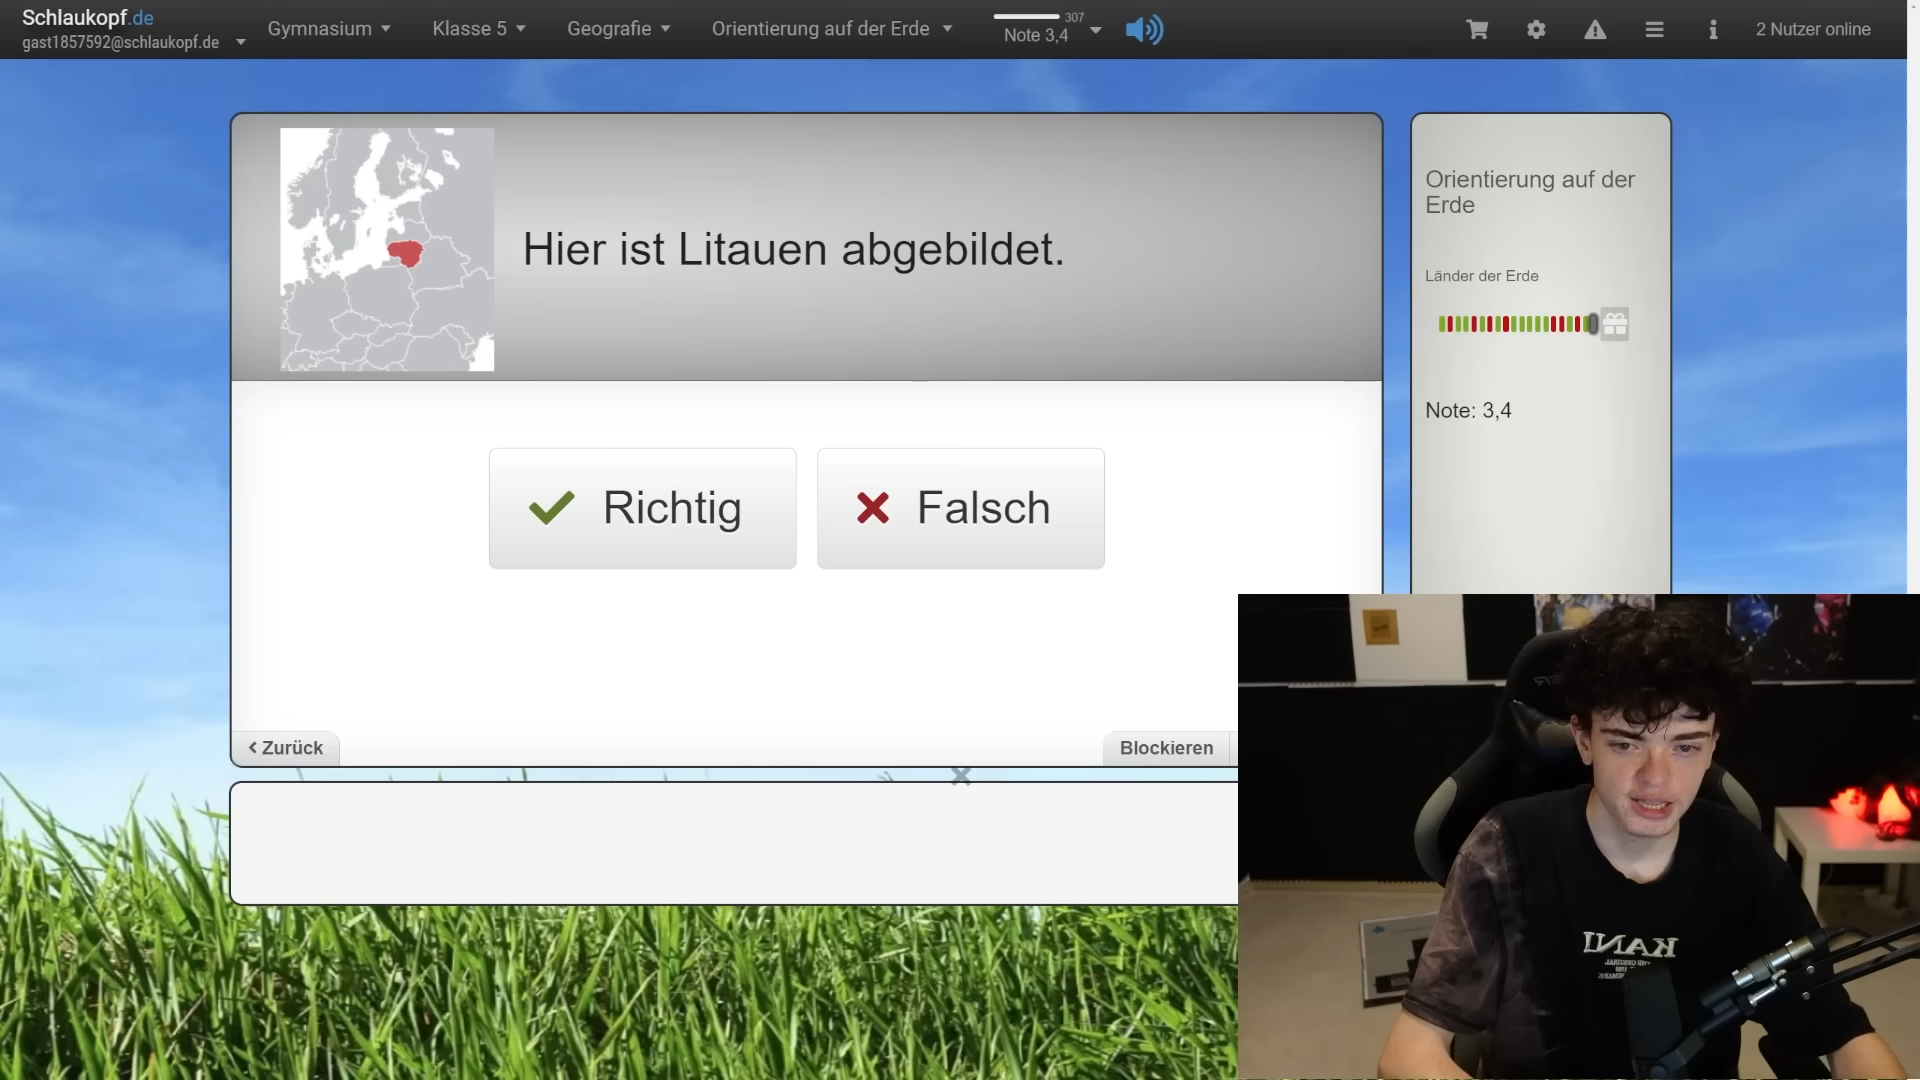 Schlaukopf.de
gast1857592@schlaukopf.de
Gymnasium
Klasse 5
Geografie
Orientierung auf der Erde
307
Note 3,4
2 Nutzer online
Hier ist Litauen abgebildet.
Richtig
Falsch
Zurück
Blockieren
Orientierung auf der
Erde
Länder der Erde
Note: 3,4
KANJI